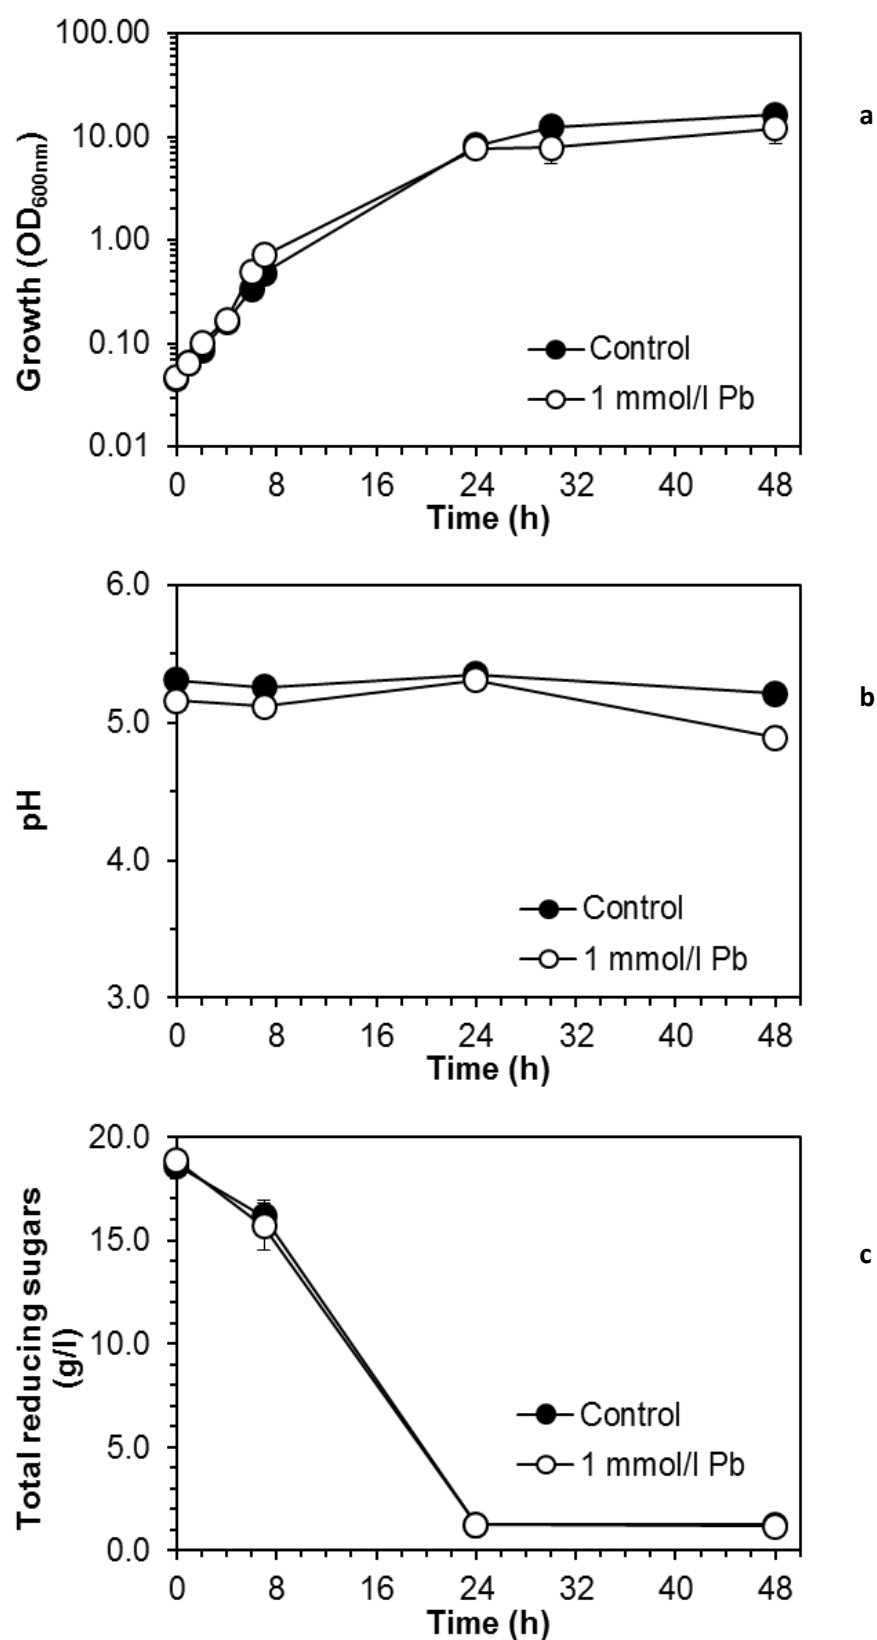 100.00
10.00
1.00
0.10
0.01
Growth (OD600nm)
Control
1 mmol/l Pb
0 8 16 24 32 40 48
Time (h)
a
6.0
5.0
4.0
3.0
pH
Control
1 mmol/l Pb
0 8 16 24 32 40 48
Time (h)
b
20.0
15.0
10.0
5.0
0.0
Total reducing sugars
(g/l)
Control
1 mmol/l Pb
0 8 16 24 32 40 48
Time (h)
c